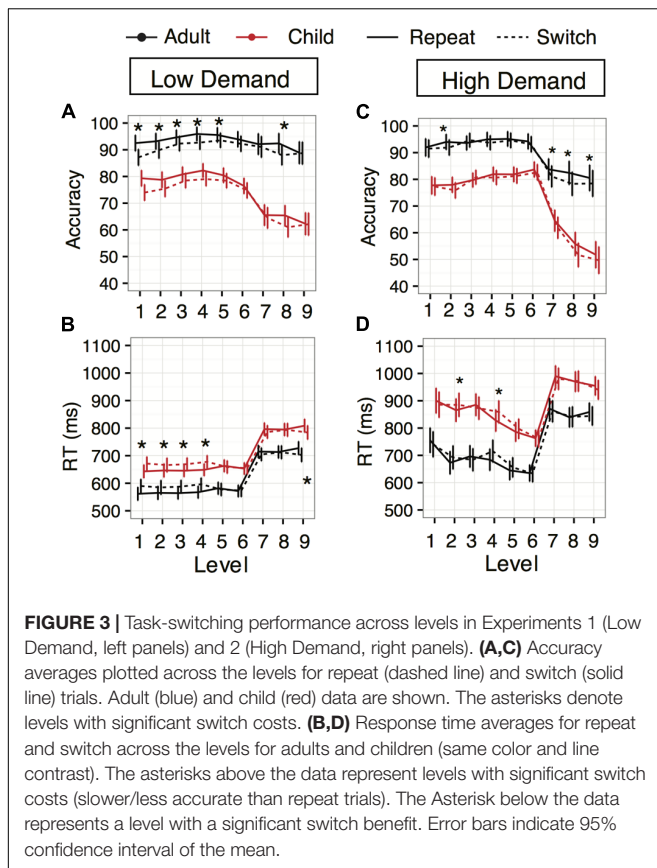 Adult Child Repeat Switch
Low Demand High Demand
A
* * * * * *
100
90
80
70
60
50
40
Accuracy
1 2 3 4 5 6 7 8 9
C
* * * *
100
90
80
70
60
50
40
Accuracy
1 2 3 4 5 6 7 8 9
B
1100
1000
900
800
700
600
500
RT (ms)
* * * * *
1 2 3 4 5 6 7 8 9
Level
D
1100
1000
900
800
700
600
500
RT (ms)
* *
1 2 3 4 5 6 7 8 9
Level
FIGURE 3 | Task-switching performance across levels in Experiments 1 (Low
Demand, left panels) and 2 (High Demand, right panels). (A,C) Accuracy
averages plotted across the levels for repeat (dashed line) and switch (solid
line) trials. Adult (blue) and child (red) data are shown. The asterisks denote
levels with significant switch costs. (B,D) Response time averages for repeat
and switch across the levels for adults and children (same color and line
contrast). The asterisks above the data represent levels with significant switch
costs (slower/less accurate than repeat trials). The Asterisk below the data
represents a level with a significant switch benefit. Error bars indicate 95%
confidence interval of the mean.